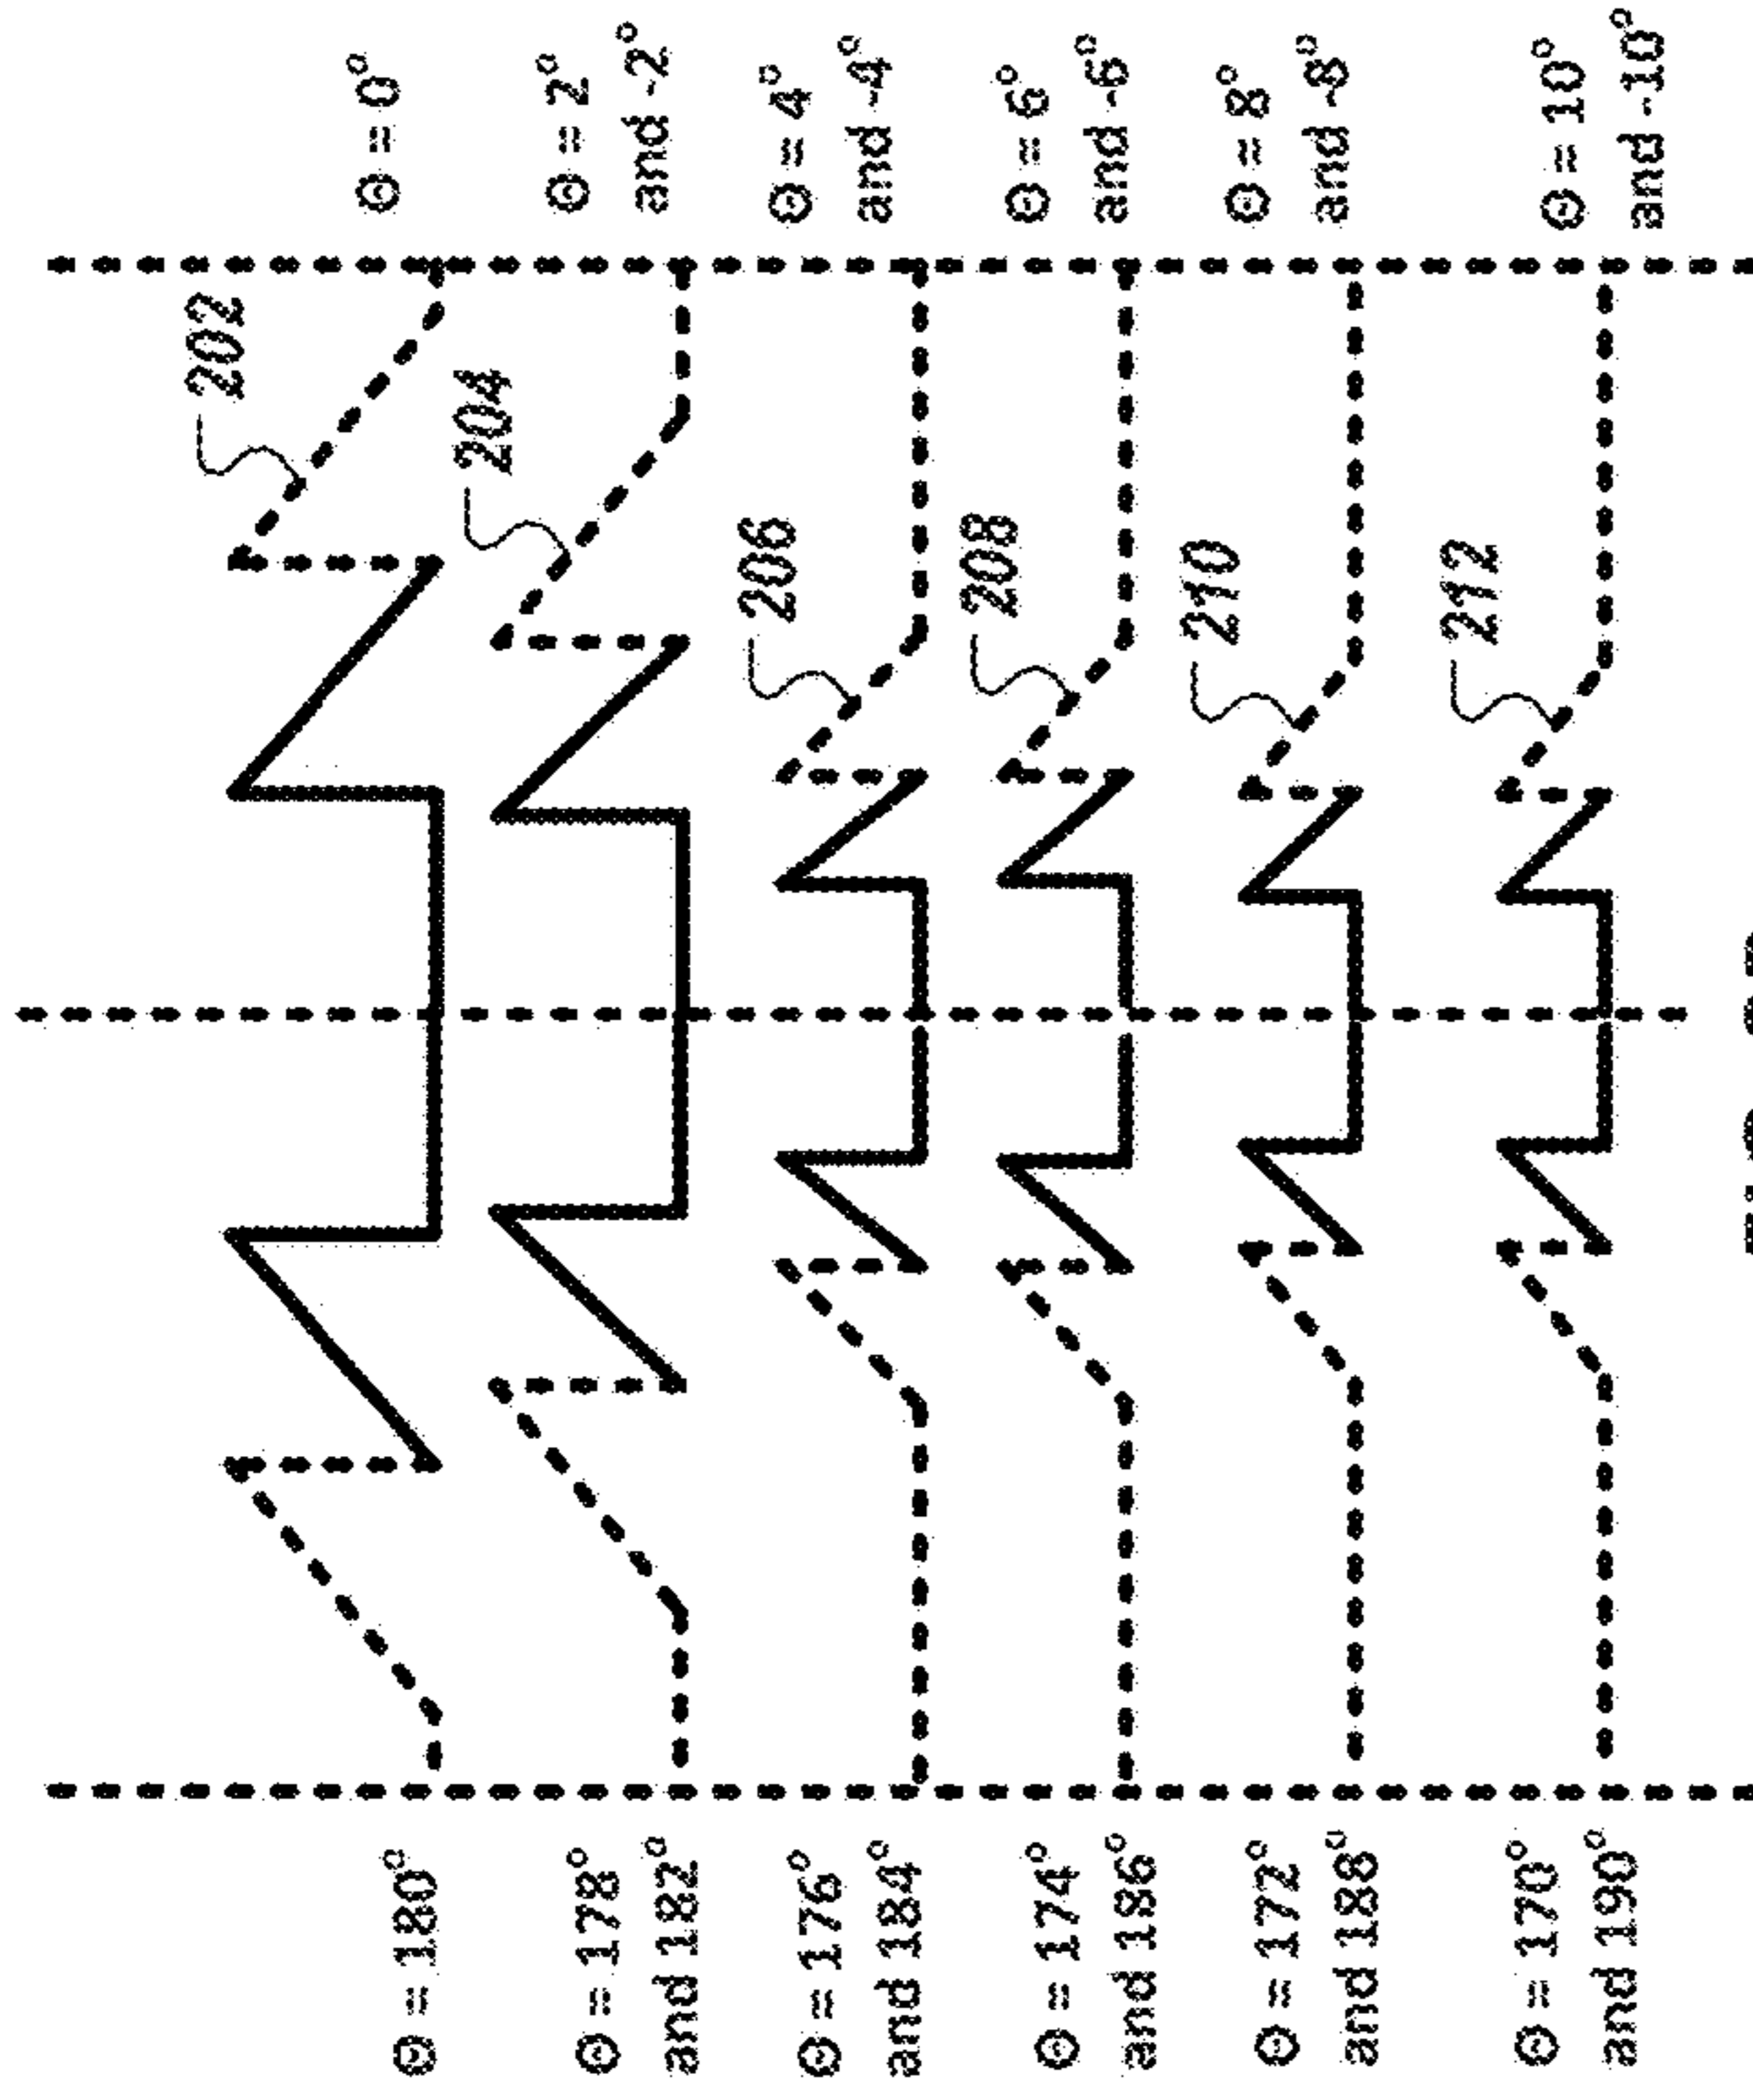 Θ = 180°
Θ = 178°
and 182°
Θ = 176°
and 184°
Θ = 174°
and 186°
Θ = 172°
and 188°
Θ = 170°
and 190°
202
204
206
208
210
212
Θ = 0°
Θ = 2°
and -2°
Θ = 4°
and -4°
Θ = 6°
and -6°
Θ = 8°
and -8°
Θ = 10°
and -10°